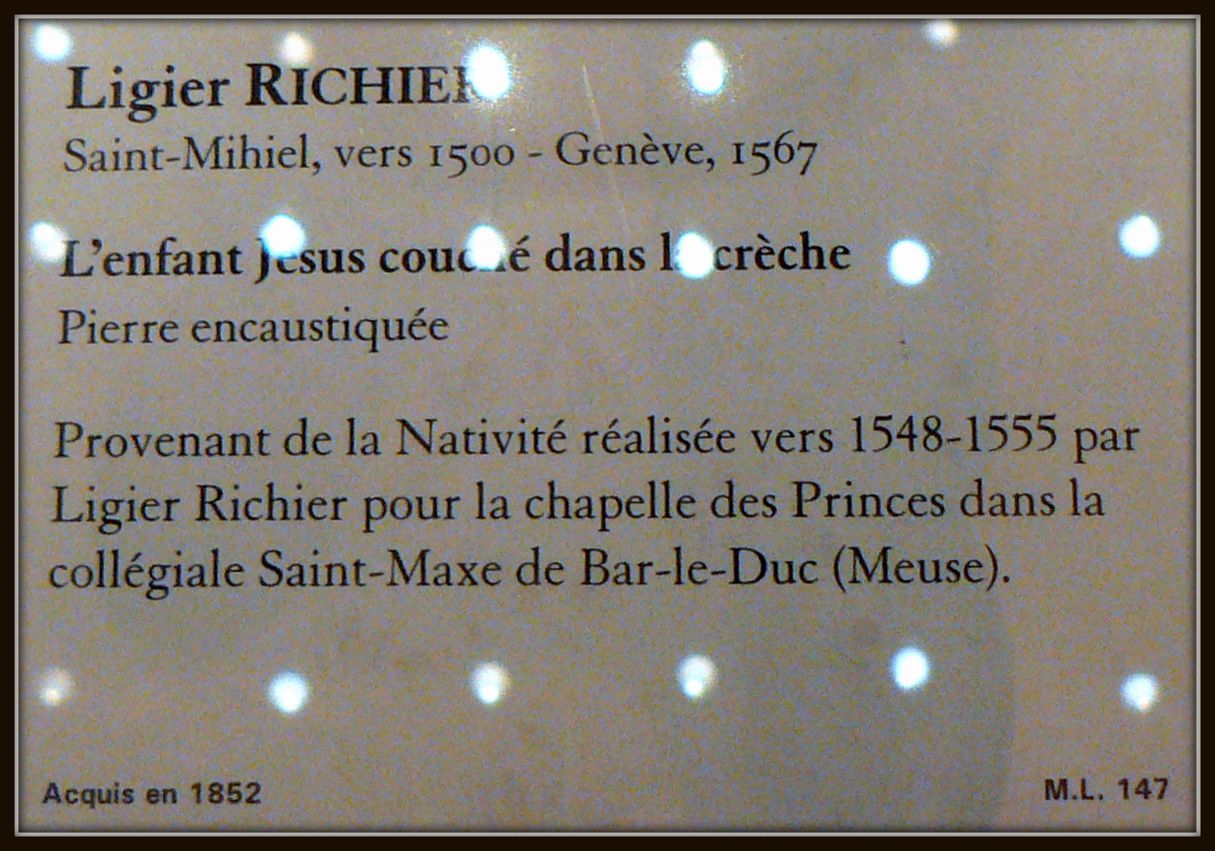 Ligier RICHIER
Saint-Mihiel, vers 1500 - Genève, 1567
L'enfant Jésus couché dans la crèche
Pierre encaustiquée
Provenant de la Nativité réalisée vers 1548-1555 par
Ligier Richier pour la chapelle des Princes dans la
collégiale Saint-Maxe de Bar-le-Duc (Meuse).
Acquis en 1852
M.L. 147